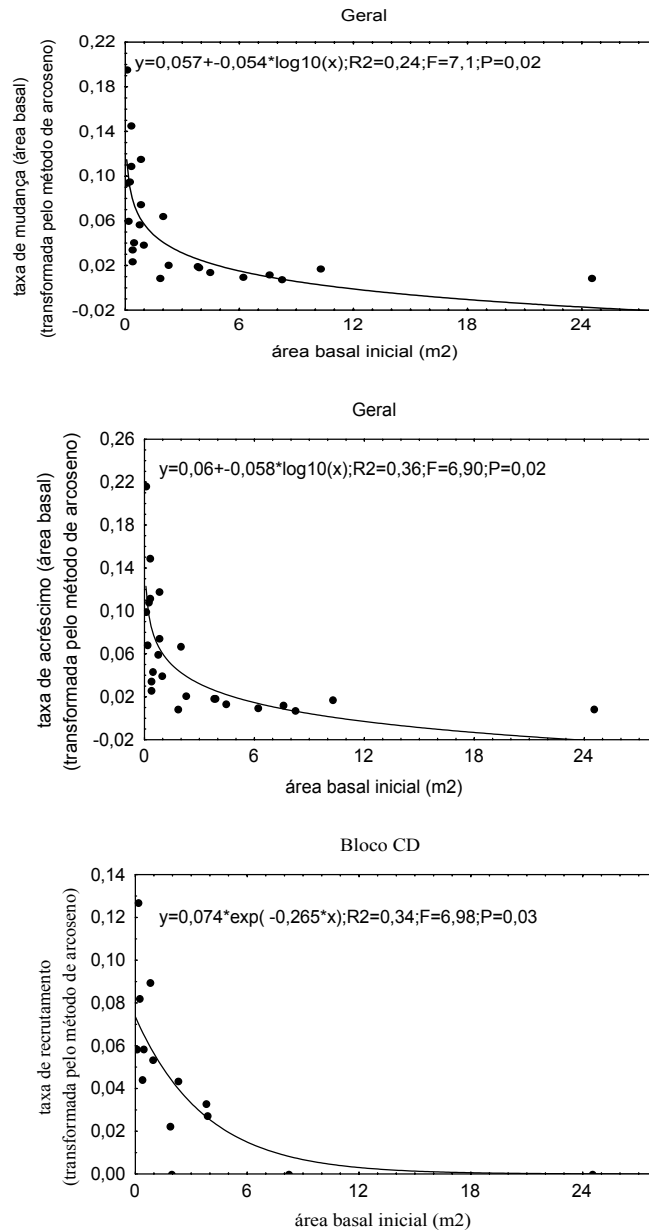 Geral
y=0,057+-0,054*log10(x);R2=0,24;F=7,1;P=0,02
taxa de mudança (área basal)
(transformada pelo método de arcoseno)
0,22
0,18
0,14
0,10
0,06
0,02
-0,02
0 6 12 18 24
área basal inicial (m2)
Geral
y=0,06+-0,058*log10(x);R2=0,36;F=6,90;P=0,02
taxa de acréscimo (área basal)
(transformada pelo método de arcoseno)
0,26
0,22
0,18
0,14
0,10
0,06
0,02
-0,02
0 6 12 18 24
área basal inicial (m2)
Bloco CD
y=0,074*exp( -0,265*x);R2=0,34;F=6,98;P=0,03
taxa de recrutamento
(transformada pelo método de arcoseno)
0,14
0,12
0,10
0,08
0,06
0,04
0,02
0,00
0 6 12 18 24
área basal inicial (m2)